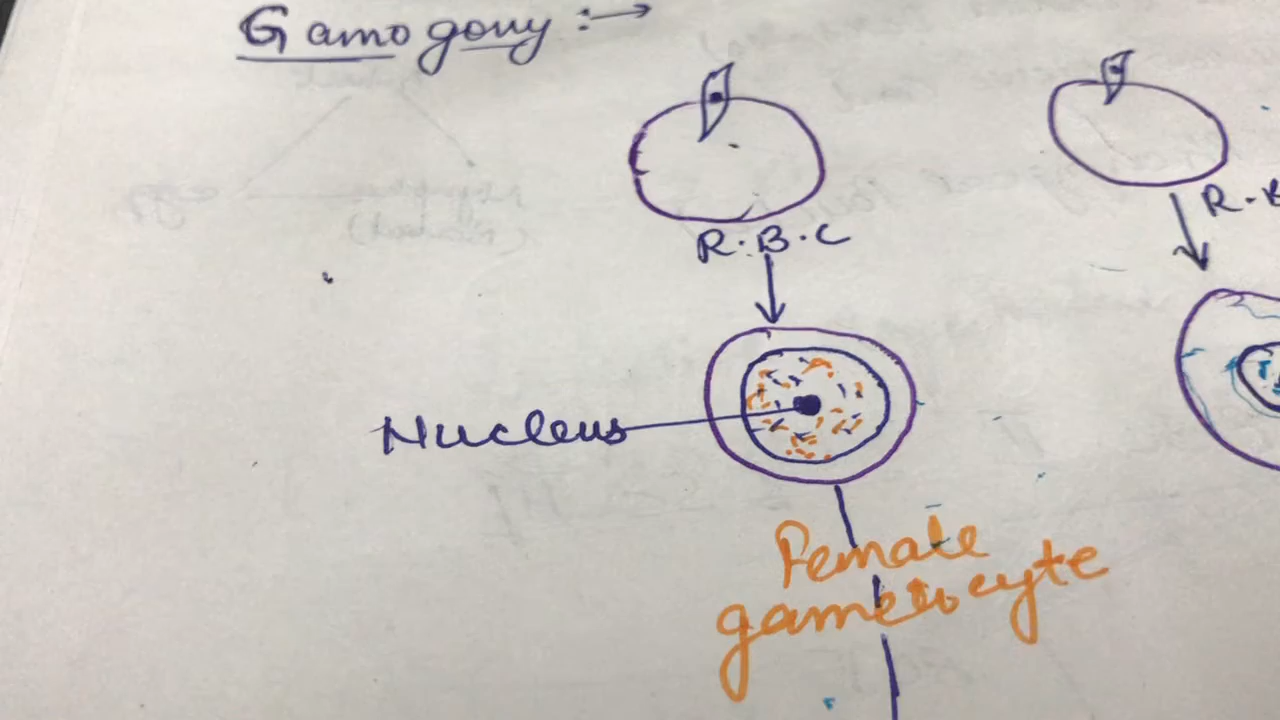 Gamogony :→
R.B.C
R.B
Nucleus
Female
gametocyte